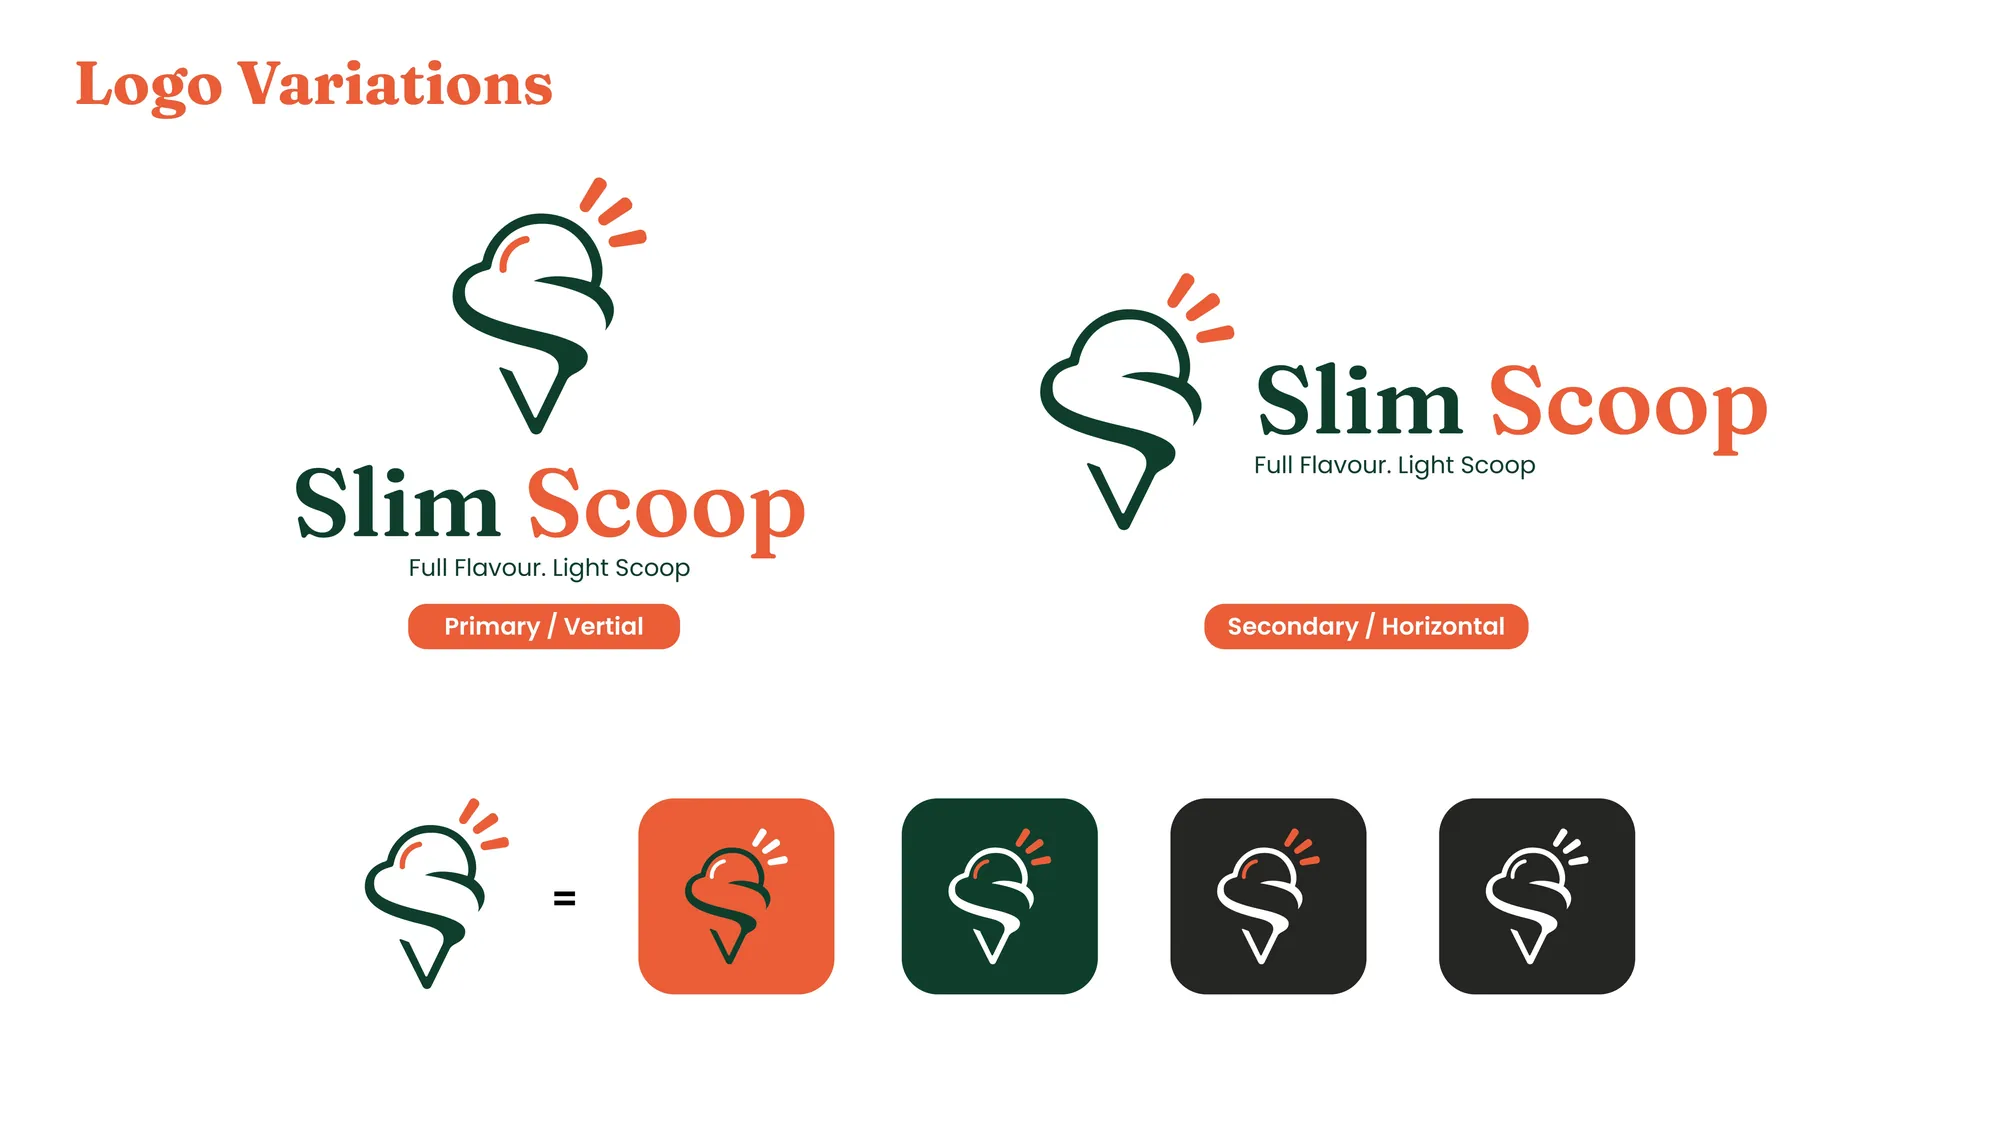 Logo Variations
Slim Scoop
Full Flavour. Light Scoop
Primary / Vertial
Slim Scoop
Full Flavour. Light Scoop
Secondary / Horizontal
=